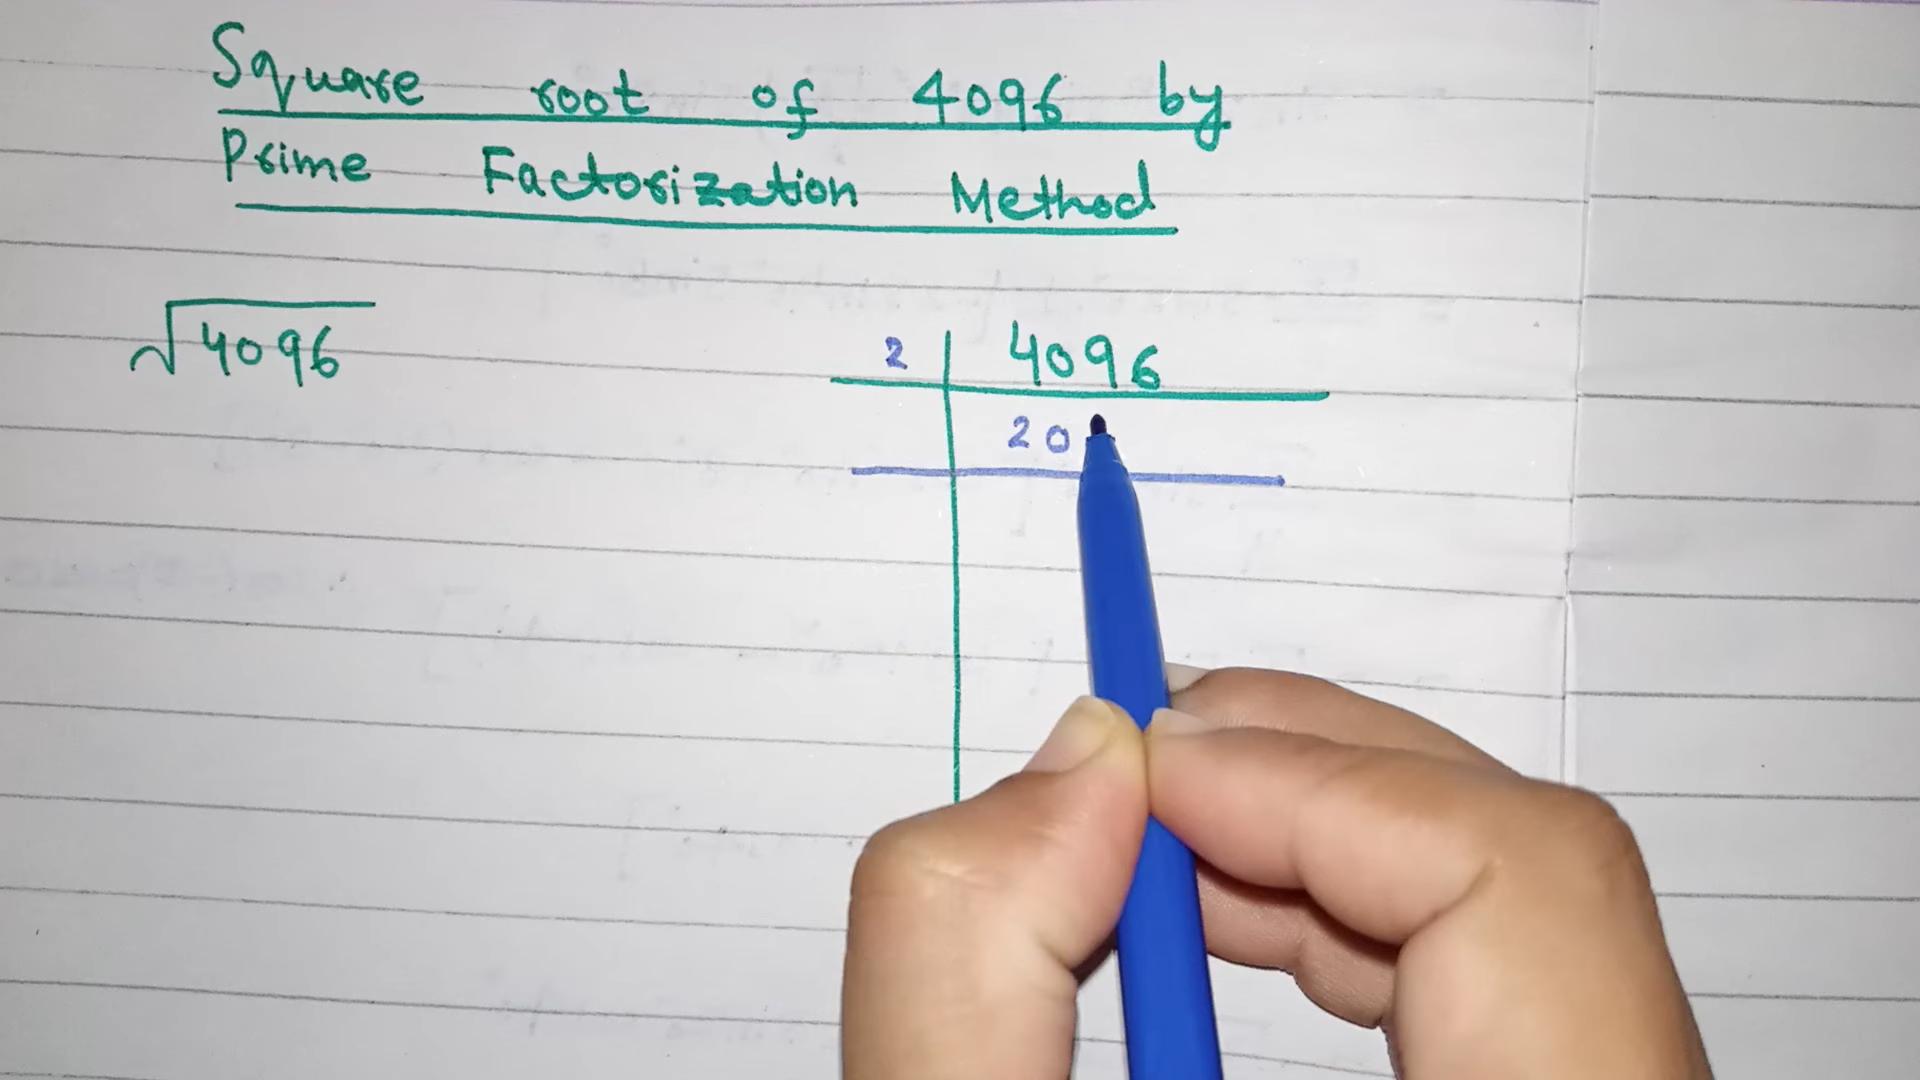 Square root of 4096 by
Prime Factorization Method
√4096
2 | 4096
20